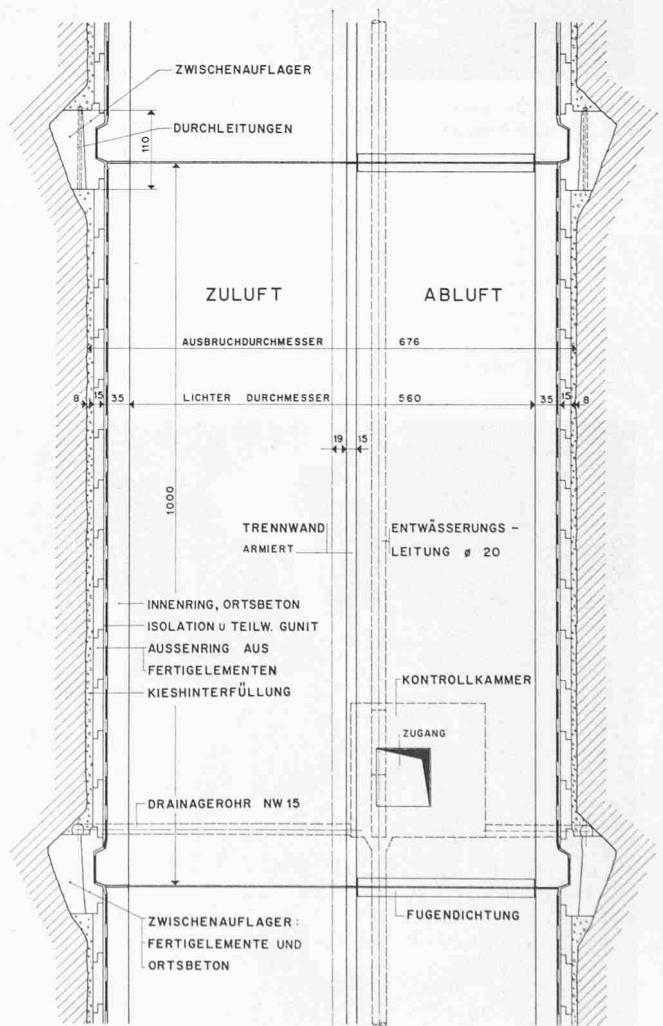 ZWISCHENAUFLAGER
DURCHLEITUNGEN
110
ZULUFT
ABLUFT
AUSBRUCHDURCHMESSER 676
8 15 35 LICHTER DURCHMESSER 560 35 15 8
19 15
1000
TRENNWAND
ARMIERT
ENTWÄSSERUNGS -
LEITUNG ø 20
INNENRING, ORTSBETON
ISOLATION u TEILW. GUNIT
AUSSENRING AUS
FERTIGELEMENTEN
KIESHINTERFÜLLUNG
KONTROLLKAMMER
ZUGANG
DRAINAGEROHR NW 15
ZWISCHENAUFLAGER :
FERTIGELEMENTE UND
ORTSBETON
FUGENDICHTUNG